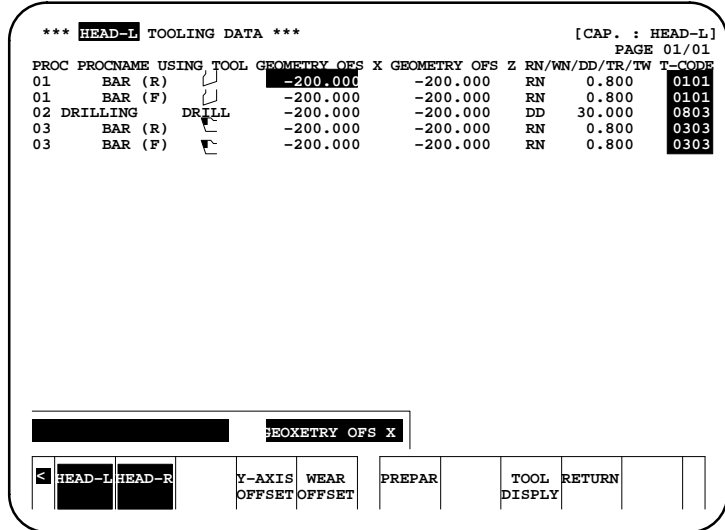 *** HEAD-L TOOLING DATA *** [CAP. : HEAD-L]
PAGE 01/01
PROC PROCNAME USING TOOL GEOMETRY OFS X GEOMETRY OFS Z RN/WN/DD/TR/TW T-CODE
01 BAR (R) -200.000 -200.000 RN 0.800 0101
01 BAR (F) -200.000 -200.000 RN 0.800 0101
02 DRILLING DRILL -200.000 -200.000 DD 30.000 0803
03 BAR (R) -200.000 -200.000 RN 0.800 0303
03 BAR (F) -200.000 -200.000 RN 0.800 0303
GEOXETRY OFS X
< HEAD-L HEAD-R Y-AXIS WEAR PREPAR TOOL RETURN
OFFSET OFFSET DISPLY